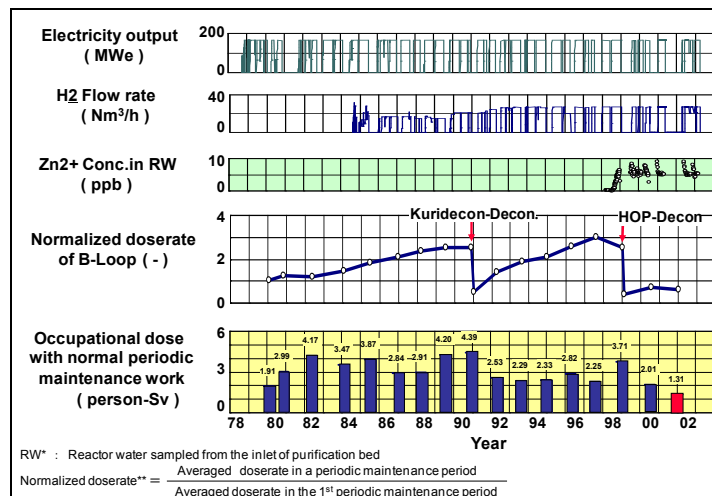 Electricity output
( MWe )
200
0
H2 Flow rate
( Nm³/h )
40
0
Zn2+ Conc.in RW
( ppb )
10
0
Kuridecon-Decon.
HOP-Decon
Normalized doserate
of B-Loop ( - )
4
2
0
Occupational dose
with normal periodic
maintenance work
( person-Sv )
6
3
0
1.91
2.99
4.17
3.47
3.87
2.84
2.91
4.20
4.39
2.53
2.29
2.33
2.82
2.25
3.71
2.01
1.31
78 80 82 84 86 88 90 92 94 96 98 00 02
Year
RW* : Reactor water sampled from the inlet of purification bed
Normalized doserate** = Averaged doserate in a periodic maintenance period
Averaged doserate in the 1st periodic maintenance period